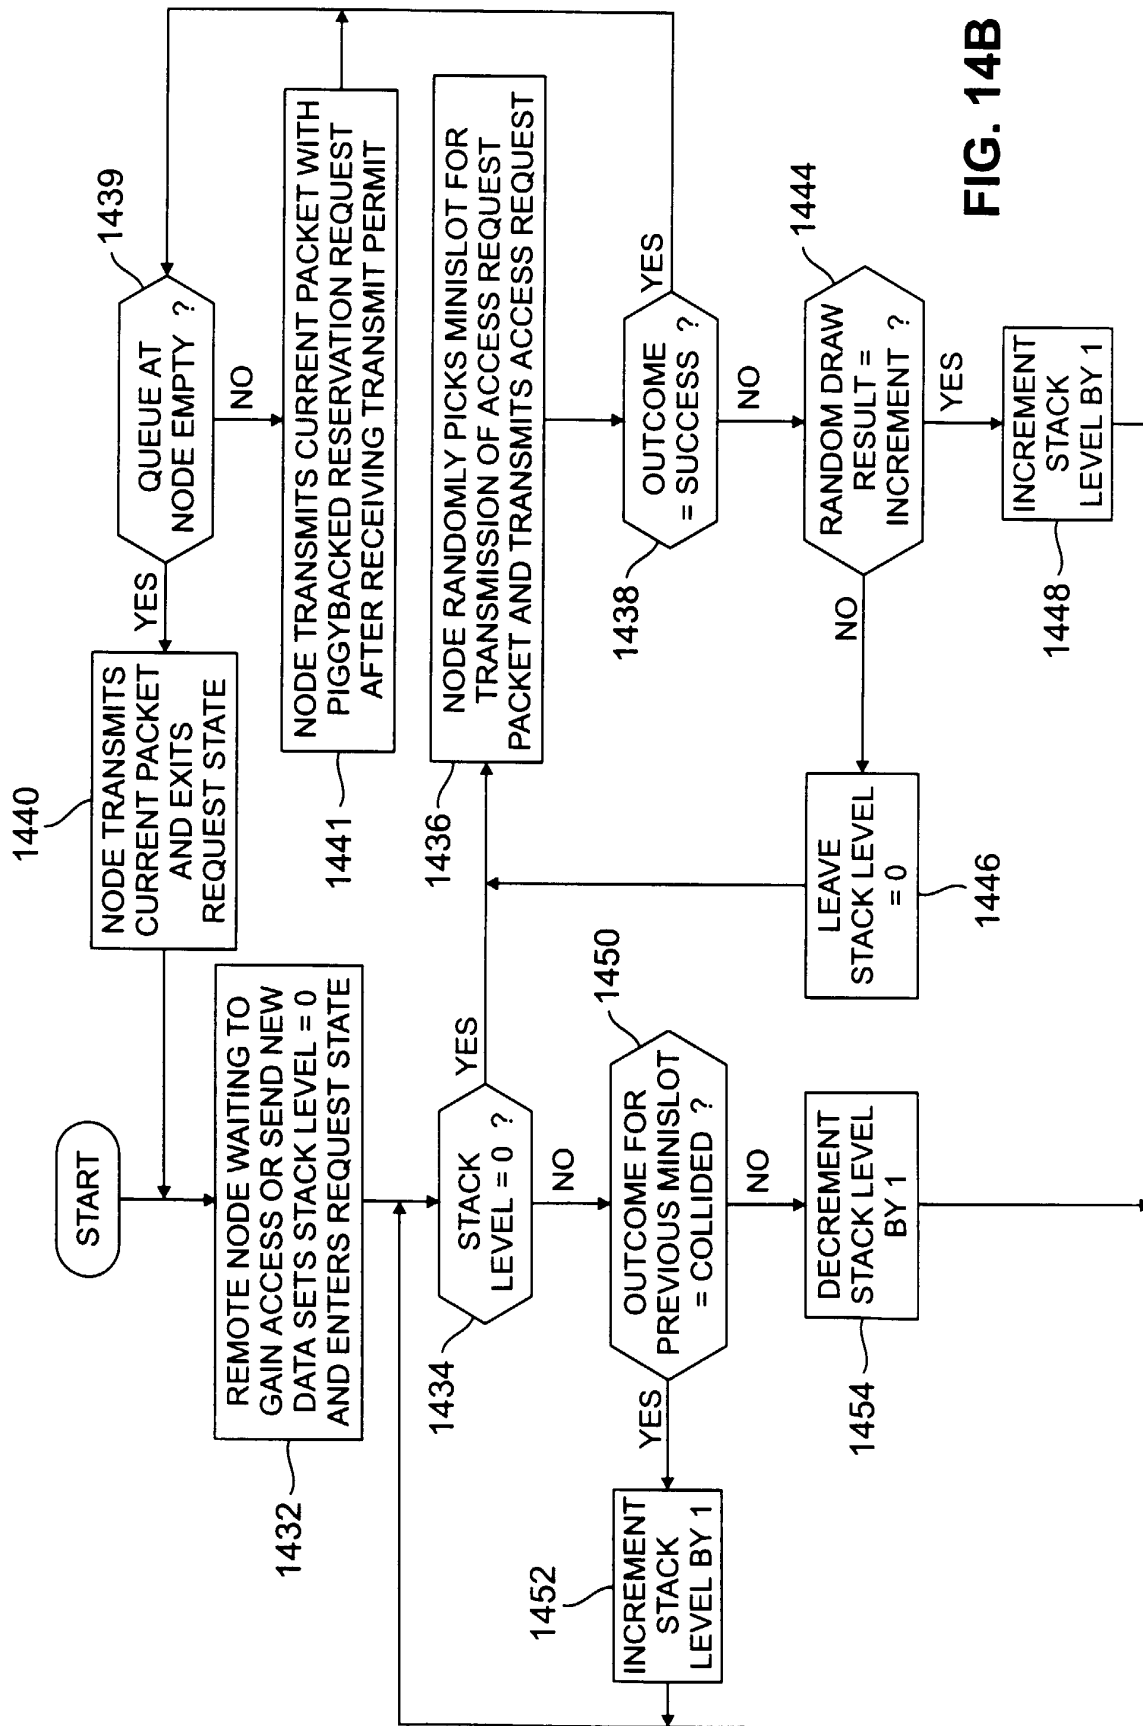 START
REMOTE NODE WAITING TO
GAIN ACCESS OR SEND NEW
DATA SETS STACK LEVEL = 0
AND ENTERS REQUEST STATE
1432
1440
NODE TRANSMITS
CURRENT PACKET
AND EXITS
REQUEST STATE
YES
QUEUE AT
NODE EMPTY ?
1439
NO
NODE TRANSMITS CURRENT PACKET WITH
PIGGYBACKED RESERVATION REQUEST
AFTER RECEIVING TRANSMIT PERMIT
1441
STACK
LEVEL = 0 ?
1434
YES
NO
1436
NODE RANDOMLY PICKS MINISLOT FOR
TRANSMISSION OF ACCESS REQUEST
PACKET AND TRANSMITS ACCESS REQUEST
OUTCOME
= SUCCESS ?
1438
YES
NO
OUTCOME FOR
PREVIOUS MINISLOT
= COLLIDED ?
1450
YES
NO
1452
INCREMENT
STACK
LEVEL BY 1
DECREMENT
STACK LEVEL
BY 1
1454
LEAVE
STACK LEVEL
= 0
1446
NO
RANDOM DRAW
RESULT =
INCREMENT ?
1444
YES
INCREMENT
STACK
LEVEL BY 1
1448
FIG. 14B